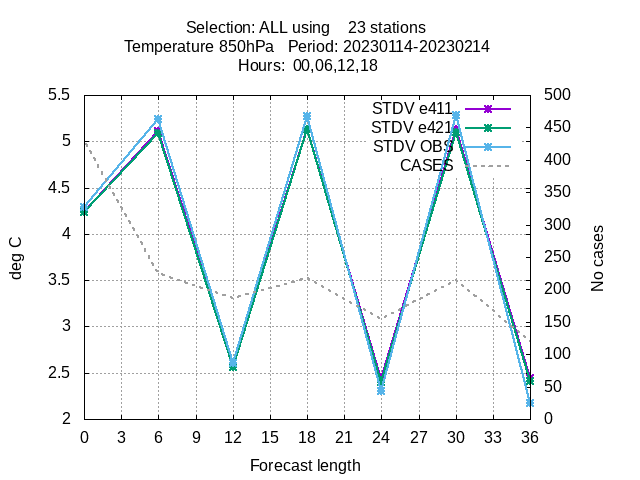 Selection: ALL using    23 stations
Temperature 850hPa   Period: 20230114-20230214
Hours:  00,06,12,18
5.5
5
4.5
4
3.5
3
2.5
2
deg C
STDV e411
STDV e421
STDV OBS
CASES
500
450
400
350
300
250
200
150
100
50
0
No cases
0 3 6 9 12 15 18 21 24 27 30 33 36
Forecast length